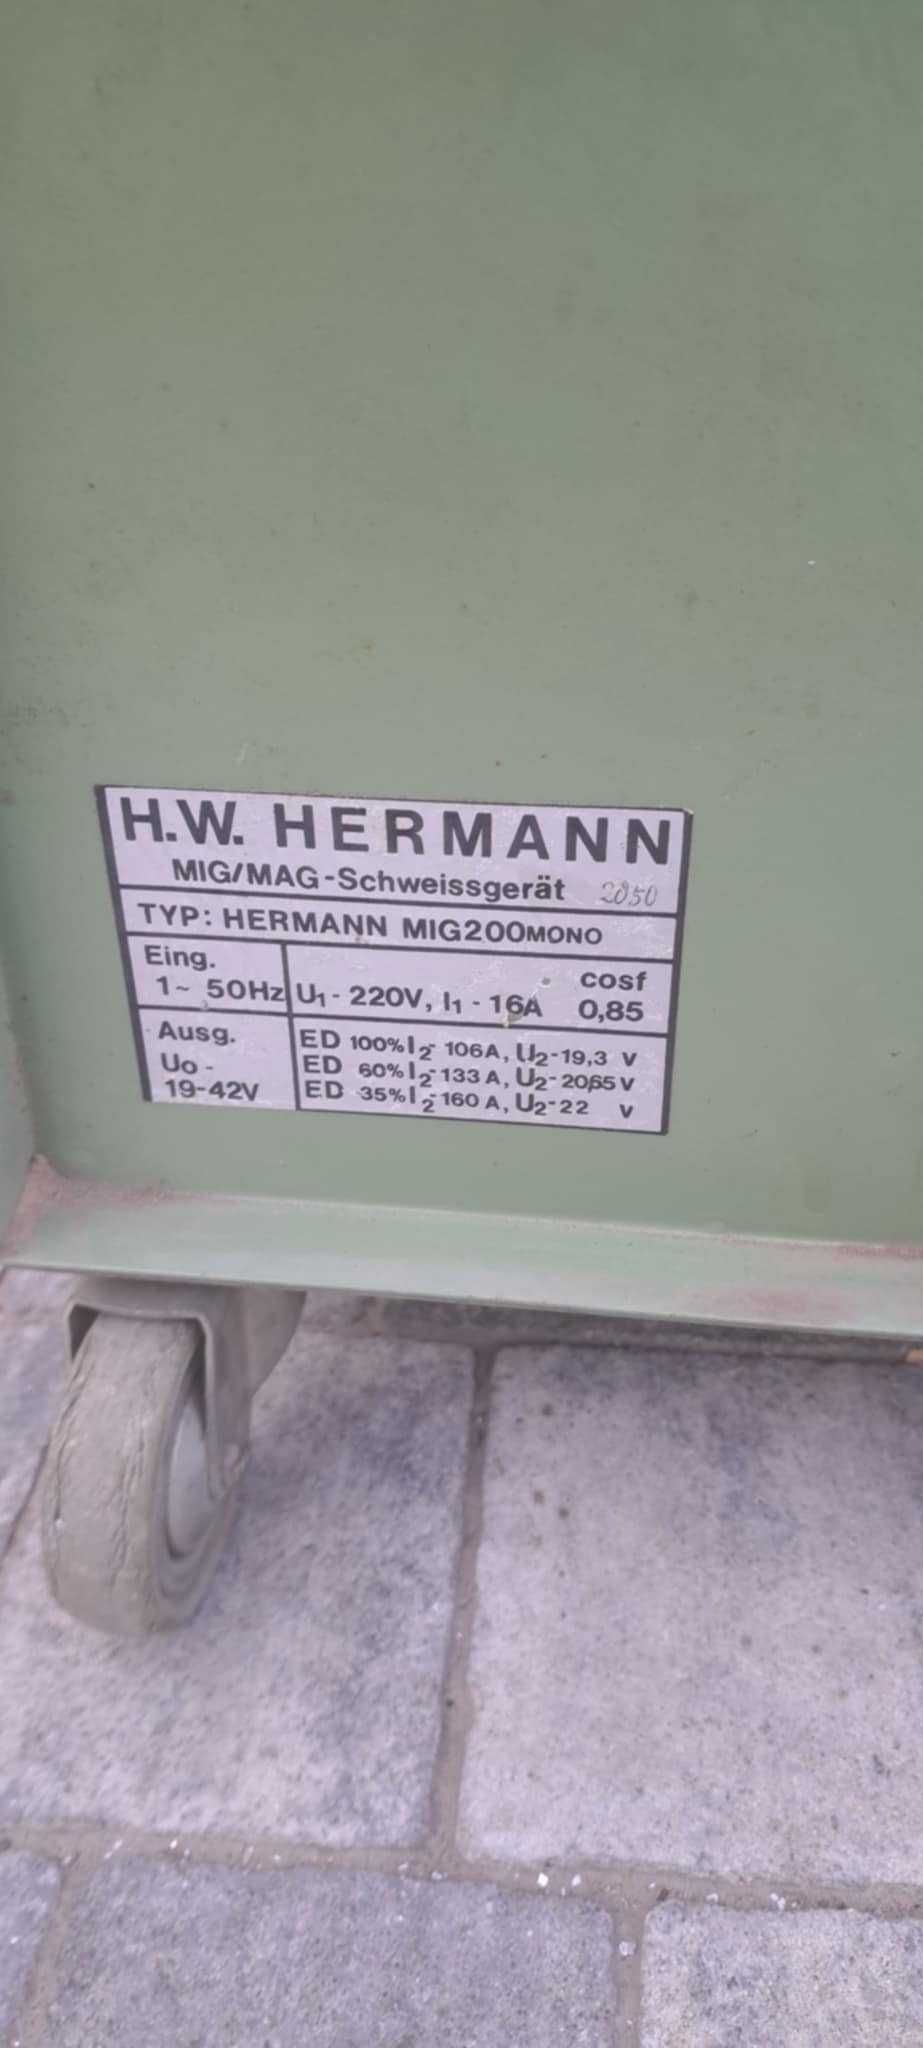 H.W. HERMANN
MIG/MAG-Schweissgerät 2850
TYP: HERMANN MIG200MONO
Eing.
1~ 50Hz
U1 - 220V, I1 - 16A
cosf
0,85
Ausg.
Uo -
19-42V
ED 100% I2- 106A, U2-19,3 V
ED 60% I2- 133 A, U2-20,65 V
ED 35% I2- 160 A, U2-22 V